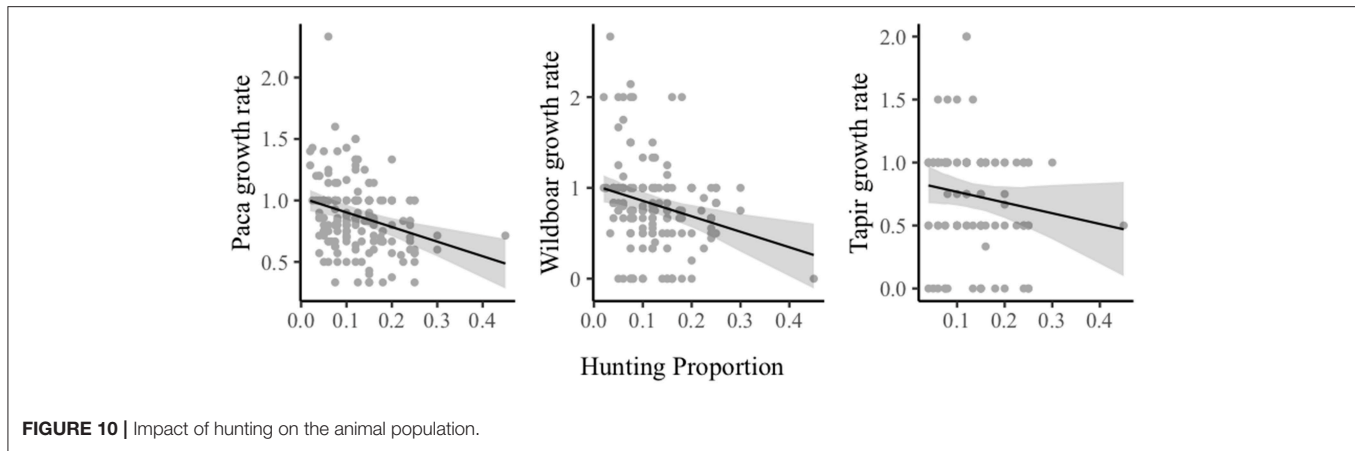 Paca growth rate
2.0
1.5
1.0
0.5
0.0 0.1 0.2 0.3 0.4
Wildboar growth rate
2
1
0
0.0 0.1 0.2 0.3 0.4
Tapir growth rate
2.0
1.5
1.0
0.5
0.0
0.1 0.2 0.3 0.4
Hunting Proportion
FIGURE 10 | Impact of hunting on the animal population.